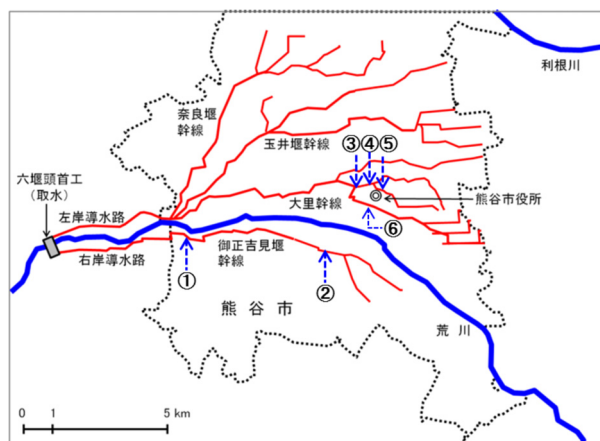 利根川
奈良堰
幹線
玉井堰幹線
③ ④ ⑤
六堰頭首工
(取水)
左岸導水路
大里幹線
熊谷市役所
⑥
右岸導水路
御正吉見堰
幹線
①
②
熊谷市
荒川
0 1 5 km